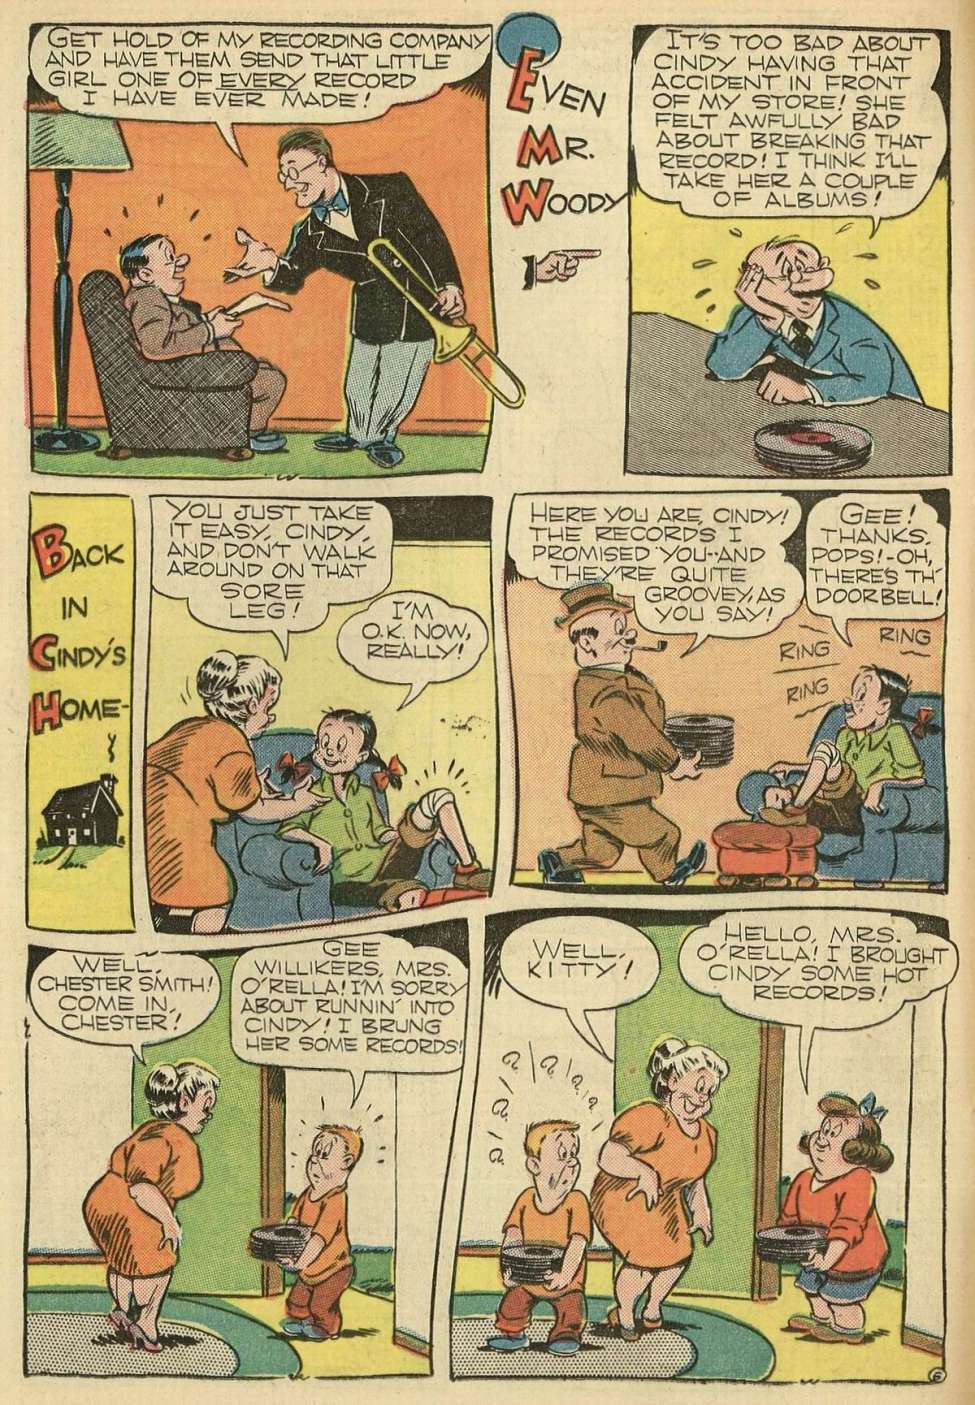 GET HOLD OF MY RECORDING COMPANY
AND HAVE THEM SEND THAT LITTLE
GIRL ONE OF EVERY RECORD
I HAVE EVER MADE!
EVEN
MR.
WOODY
IT'S TOO BAD ABOUT
CINDY HAVING THAT
ACCIDENT IN FRONT
OF MY STORE! SHE
FELT AWFULLY BAD
ABOUT BREAKING THAT
RECORD! I THINK I'LL
TAKE HER A COUPLE
OF ALBUMS!
BACK
IN
CINDY'S
HOME-
YOU JUST TAKE
IT EASY, CINDY,
AND DON'T WALK
AROUND ON THAT
SORE
LEG!
I'M
O.K. NOW,
REALLY!
HERE YOU ARE, CINDY!
THE RECORDS I
PROMISED YOU--AND
THEY'RE QUITE
GROOVEY, AS
YOU SAY!
GEE!
THANKS,
POPS!-OH,
THERE'S TH'
DOORBELL!
RING
RING
RING
WELL,
CHESTER SMITH!
COME IN,
CHESTER!
GEE
WILLIKERS, MRS.
O'RELLA! I'M SORRY
ABOUT RUNNIN' INTO
CINDY! I BRUNG
HER SOME RECORDS!
WELL,
KITTY!
HELLO, MRS.
O'RELLA! I BROUGHT
CINDY SOME HOT
RECORDS!
?
?
?
?
?
?
?
6